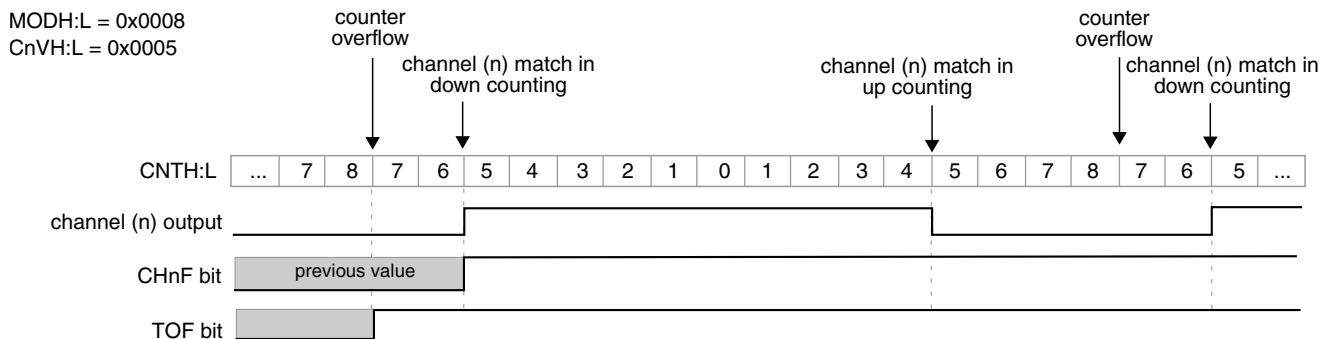 MODH:L = 0x0008
CnVH:L = 0x0005
counter
overflow
channel (n) match in
down counting
channel (n) match in
up counting
counter
overflow
channel (n) match in
down counting
CNTH:L ... 7 8 7 6 5 4 3 2 1 0 1 2 3 4 5 6 7 8 7 6 5 ...
channel (n) output
CHnF bit previous value
TOF bit